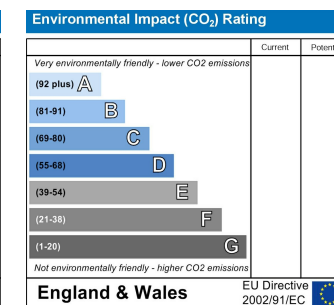 Environmental Impact (CO₂) Rating
Current Potent
Very environmentally friendly - lower CO2 emissions
(92 plus) A
(81-91) B
(69-80) C
(55-68) D
(39-54) E
(21-38) F
(1-20) G
Not environmentally friendly - higher CO2 emissions
England & Wales
EU Directive
2002/91/EC